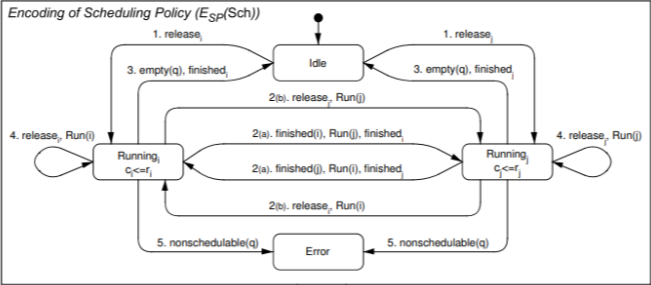 Encoding of Scheduling Policy (E_SP(Sch))
1. release_i
1. release_j
Idle
3. empty(q), finished_i
3. empty(q), finished_j
2(b). release_j, Run(j)
4. release_i, Run(i)
2(a). finished(i), Run(j), finished_i
4. release_j, Run(j)
Running_i
c_i<=r_i
Running_j
c_j<=r_j
2(a). finished(j), Run(i), finished_j
2(b). release_i, Run(i)
5. nonschedulable(q)
5. nonschedulable(q)
Error